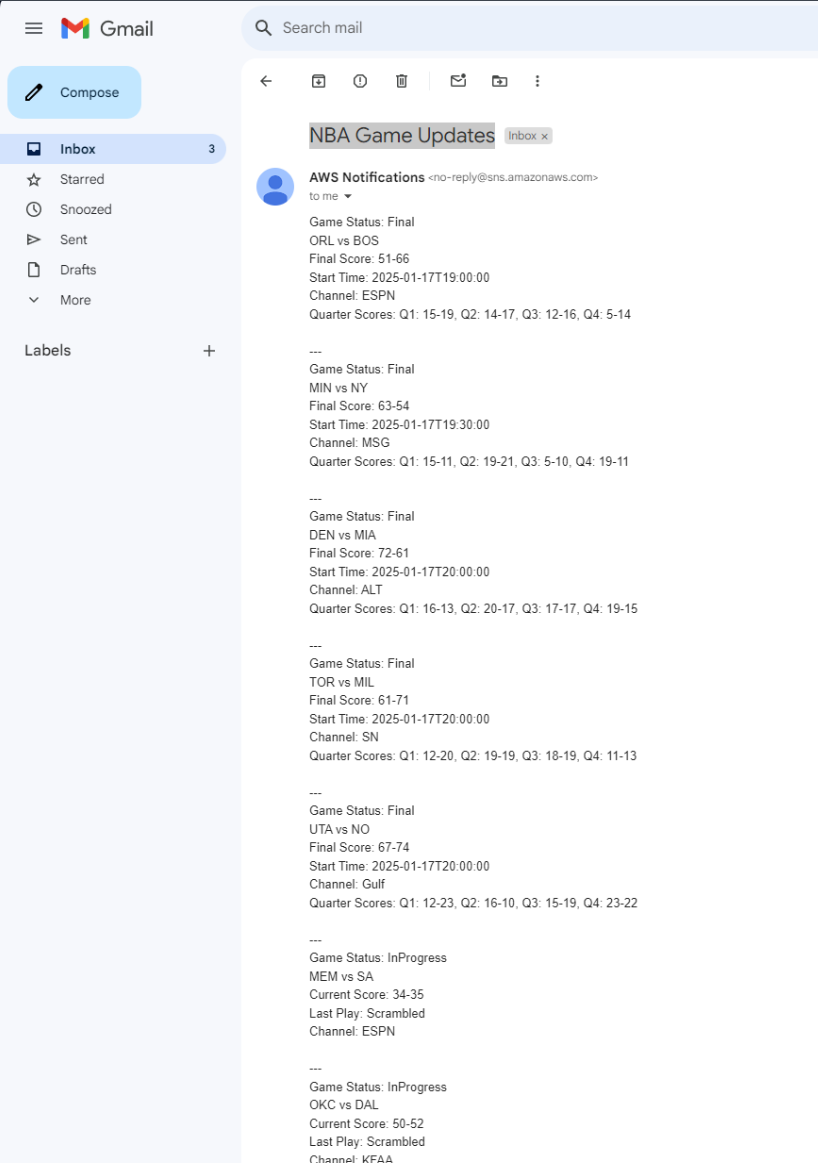 Gmail
Search mail
Compose
Inbox 3
Starred
Snoozed
Sent
Drafts
More
Labels
NBA Game Updates Inbox ×
AWS Notifications <no-reply@sns.amazonaws.com>
to me
Game Status: Final
ORL vs BOS
Final Score: 51-66
Start Time: 2025-01-17T19:00:00
Channel: ESPN
Quarter Scores: Q1: 15-19, Q2: 14-17, Q3: 12-16, Q4: 5-14
---
Game Status: Final
MIN vs NY
Final Score: 63-54
Start Time: 2025-01-17T19:30:00
Channel: MSG
Quarter Scores: Q1: 15-11, Q2: 19-21, Q3: 5-10, Q4: 19-11
---
Game Status: Final
DEN vs MIA
Final Score: 72-61
Start Time: 2025-01-17T20:00:00
Channel: ALT
Quarter Scores: Q1: 16-13, Q2: 20-17, Q3: 17-17, Q4: 19-15
---
Game Status: Final
TOR vs MIL
Final Score: 61-71
Start Time: 2025-01-17T20:00:00
Channel: SN
Quarter Scores: Q1: 12-20, Q2: 19-19, Q3: 18-19, Q4: 11-13
---
Game Status: Final
UTA vs NO
Final Score: 67-74
Start Time: 2025-01-17T20:00:00
Channel: Gulf
Quarter Scores: Q1: 12-23, Q2: 16-10, Q3: 15-19, Q4: 23-22
---
Game Status: InProgress
MEM vs SA
Current Score: 34-35
Last Play: Scrambled
Channel: ESPN
---
Game Status: InProgress
OKC vs DAL
Current Score: 50-52
Last Play: Scrambled
Channel: KFAA